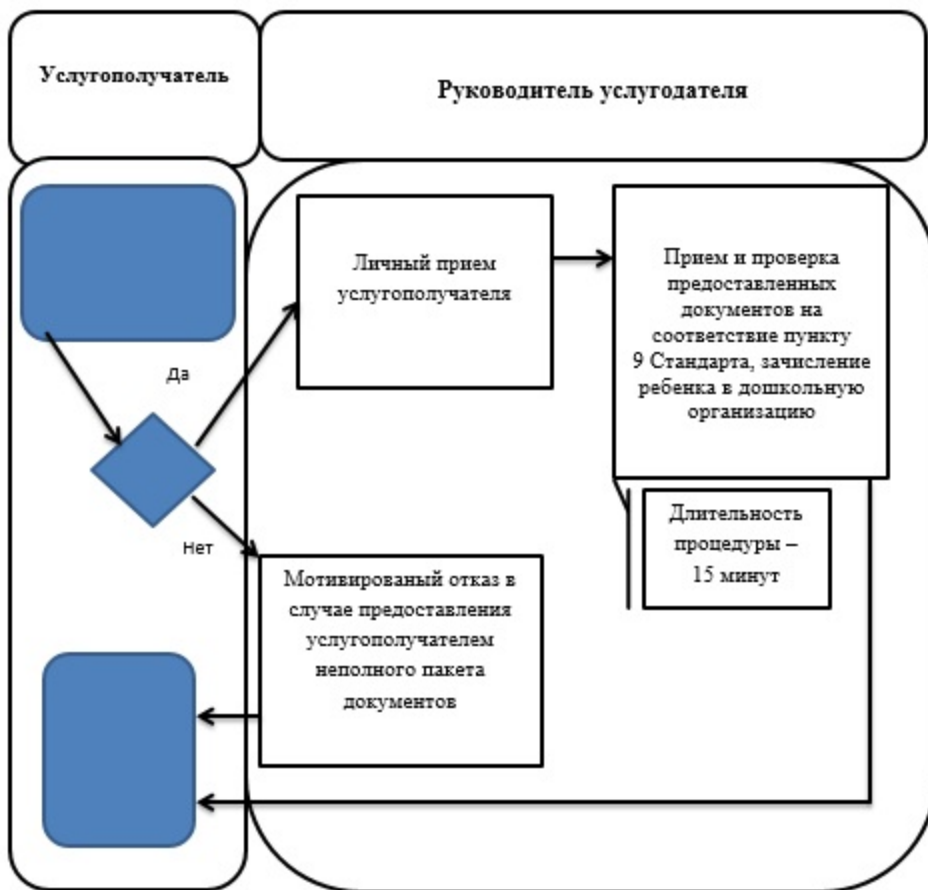 Услугополучатель
Руководитель услугодателя
Личный прием
услугополучателя
Прием и проверка
предоставленных
документов на
соответствие пункту
9 Стандарта, зачисление
ребенка в дошкольную
организацию
Да
Нет
Длительность
процедуры –
15 минут
Мотивированый отказ в
случае предоставления
услугополучателем
неполного пакета
документов